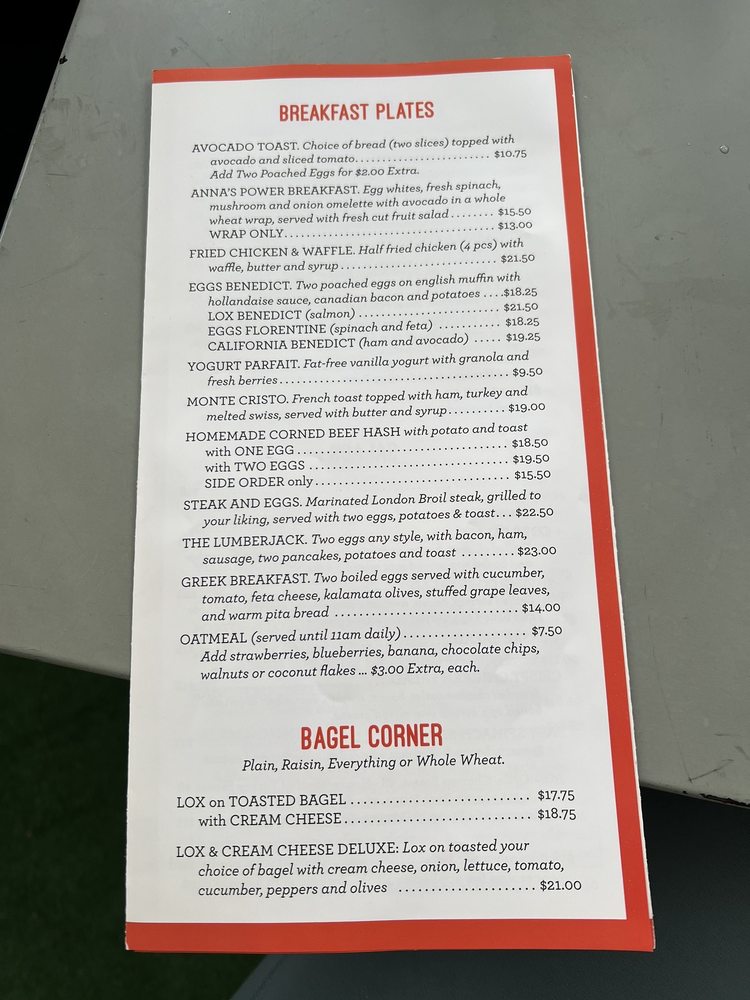 BREAKFAST PLATES
AVOCADO TOAST. Choice of bread (two slices) topped with
avocado and sliced tomato.............................. $10.75
Add Two Poached Eggs for $2.00 Extra.
ANNA'S POWER BREAKFAST. Egg whites, fresh spinach,
mushroom and onion omelette with avocado in a whole
wheat wrap, served with fresh cut fruit salad ........ $15.50
WRAP ONLY............................................. $13.00
FRIED CHICKEN & WAFFLE. Half fried chicken (4 pcs) with
waffle, butter and syrup ............................... $21.50
EGGS BENEDICT. Two poached eggs on english muffin with
hollandaise sauce, canadian bacon and potatoes ....$18.25
LOX BENEDICT (salmon) ............................... $21.50
EGGS FLORENTINE (spinach and feta) ............ $18.25
CALIFORNIA BENEDICT (ham and avocado) ..... $19.25
YOGURT PARFAIT. Fat-free vanilla yogurt with granola and
fresh berries............................................. $9.50
MONTE CRISTO. French toast topped with ham, turkey and
melted swiss, served with butter and syrup.......... $19.00
HOMEMADE CORNED BEEF HASH with potato and toast
with ONE EGG ........................................ $18.50
with TWO EGGS ...................................... $19.50
SIDE ORDER only..................................... $15.50
STEAK AND EGGS. Marinated London Broil steak, grilled to
your liking, served with two eggs, potatoes & toast... $22.50
THE LUMBERJACK. Two eggs any style, with bacon, ham,
sausage, two pancakes, potatoes and toast ......... $23.00
GREEK BREAKFAST. Two boiled eggs served with cucumber,
tomato, feta cheese, kalamata olives, stuffed grape leaves,
and warm pita bread ................................ $14.00
OATMEAL (served until 11am daily)..................... $7.50
Add strawberries, blueberries, banana, chocolate chips,
walnuts or coconut flakes ... $3.00 Extra, each.
BAGEL CORNER
Plain, Raisin, Everything or Whole Wheat.
LOX on TOASTED BAGEL ............................ $17.75
with CREAM CHEESE............................. $18.75
LOX & CREAM CHEESE DELUXE: Lox on toasted your
choice of bagel with cream cheese, onion, lettuce, tomato,
cucumber, peppers and olives ..................... $21.00